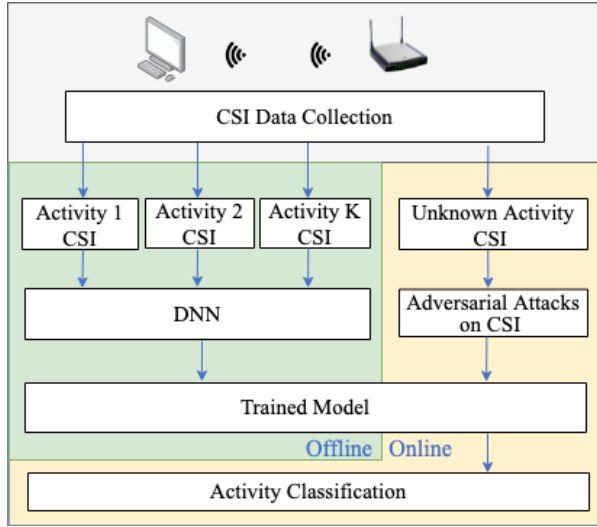 CSI Data Collection
Activity 1
CSI
Activity 2
CSI
Activity K
CSI
Unknown Activity
CSI
DNN
Adversarial Attacks
on CSI
Trained Model
Offline
Online
Activity Classification